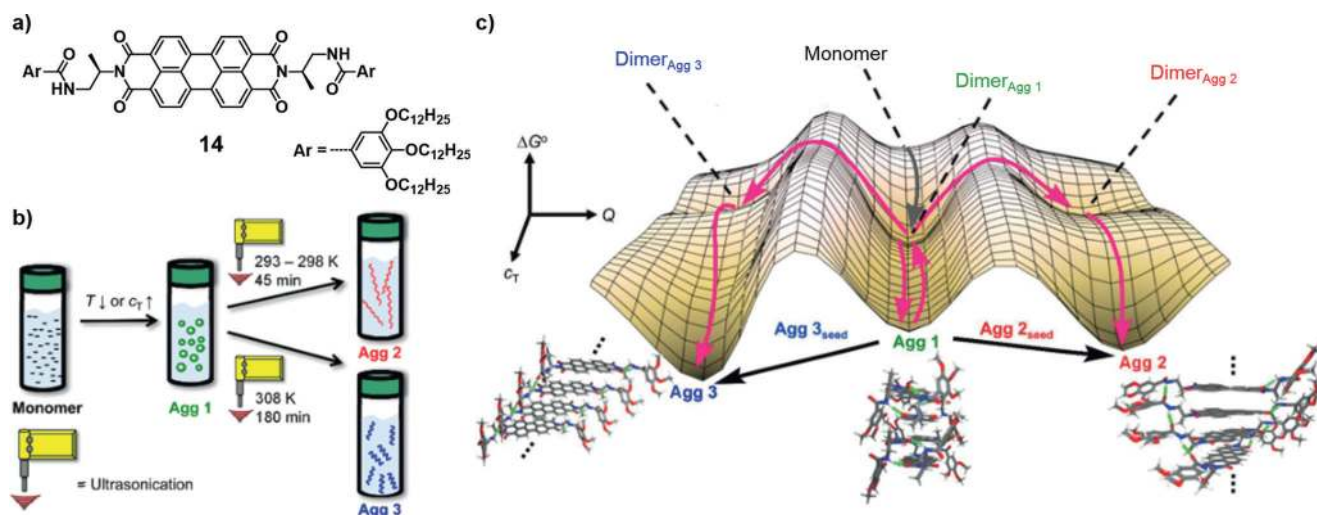 a)
O
O
O
O
O
O
N
N
NH
HN
Ar
Ar
14
Ar =
OC12H25
OC12H25
OC12H25
b)
293 – 298 K
45 min
T ↓ or cT ↑
Monomer
Agg 1
Agg 2
308 K
180 min
Agg 3
= Ultrasonication
c)
Monomer
DimerAgg 3
DimerAgg 1
DimerAgg 2
ΔG°
Q
cT
Agg 3seed
Agg 1
Agg 2seed
Agg 3
Agg 2